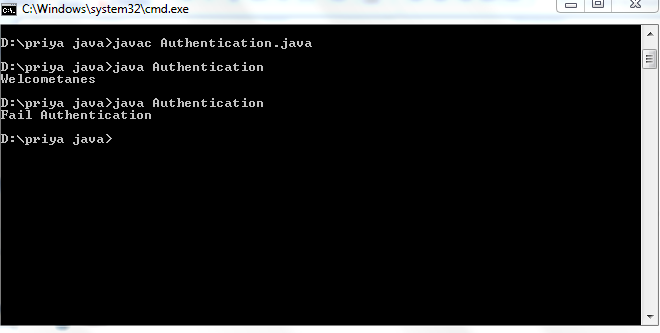 C:\Windows\system32\cmd.exe
D:\priya java>javac Authentication.java
D:\priya java>java Authentication
Welcometanes
D:\priya java>java Authentication
Fail Authentication
D:\priya java>